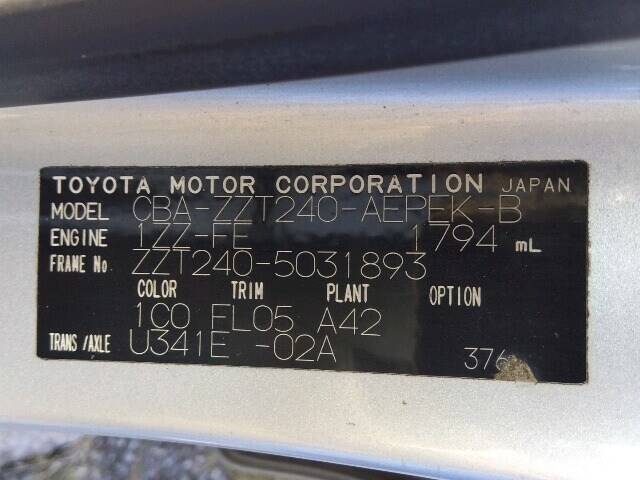 TOYOTA MOTOR CORPORATION JAPAN
MODEL CBA-ZZT240-AEPEK-B
ENGINE 1ZZ-FE 1794 mL
FRAME No ZZT240-5031893
COLOR TRIM PLANT OPTION
1C0 FL05 A42
TRANS/AXLE U341E -02A
376